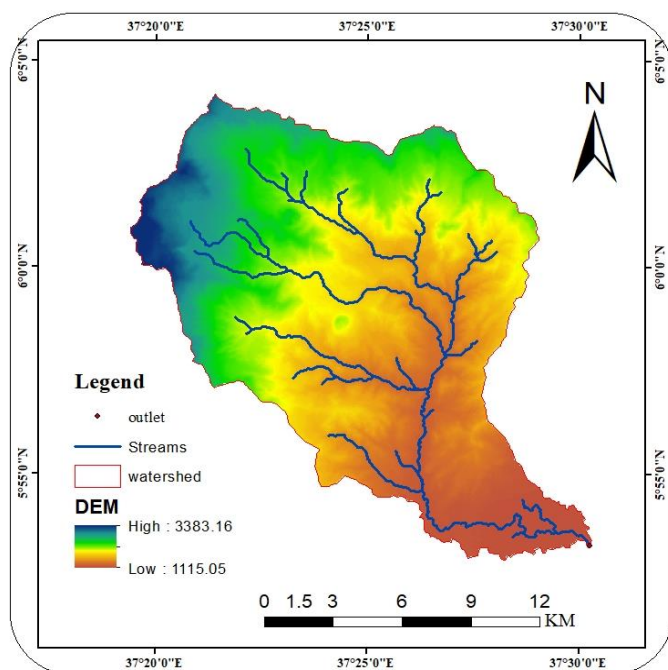 37°20'0"E 37°25'0"E 37°30'0"E
6°5'0"N 6°5'0"N
N
6°0'0"N 6°0'0"N
Legend
outlet
Streams
watershed
5°55'0"N 5°55'0"N
DEM
High : 3383.16
Low : 1115.05
0 1.5 3 6 9 12
KM
37°20'0"E 37°25'0"E 37°30'0"E